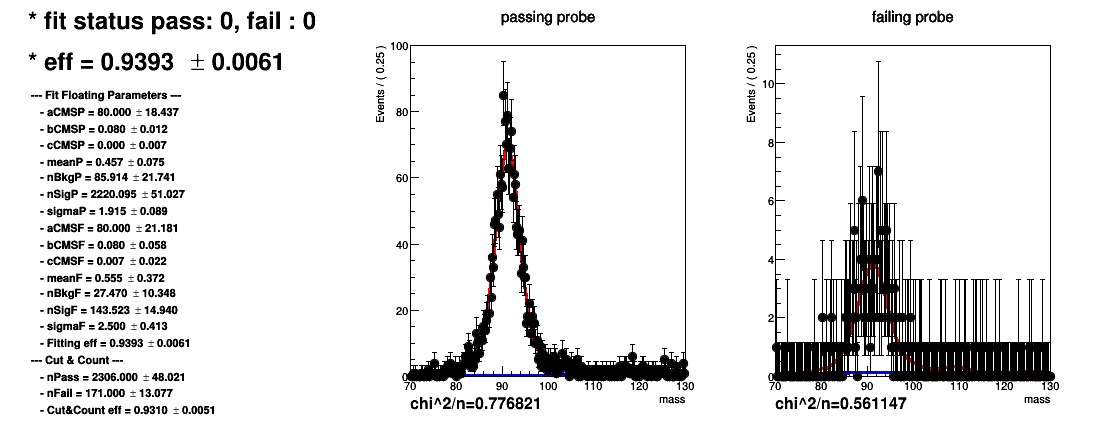 * fit status pass: 0, fail : 0
* eff = 0.9393 ± 0.0061
--- Fit Floating Parameters ---
- aCMSP = 80.000 ± 18.437
- bCMSP = 0.080 ± 0.012
- cCMSP = 0.000 ± 0.007
- meanP = 0.457 ± 0.075
- nBkgP = 85.914 ± 21.741
- nSigP = 2220.095 ± 51.027
- sigmaP = 1.915 ± 0.089
- aCMSF = 80.000 ± 21.181
- bCMSF = 0.080 ± 0.058
- cCMSF = 0.007 ± 0.022
- meanF = 0.555 ± 0.372
- nBkgF = 27.470 ± 10.348
- nSigF = 143.523 ± 14.940
- sigmaF = 2.500 ± 0.413
- Fitting eff = 0.9393 ± 0.0061
--- Cut & Count ---
- nPass = 2306.000 ± 48.021
- nFail = 171.000 ± 13.077
- Cut&Count eff = 0.9310 ± 0.0051
passing probe
Events / ( 0.25 )
100
80
60
40
20
0
70 80 90 100 110 120 130
mass
chi^2/n=0.776821
failing probe
Events / ( 0.25 )
10
8
6
4
2
0
70 80 90 100 110 120 130
mass
chi^2/n=0.561147